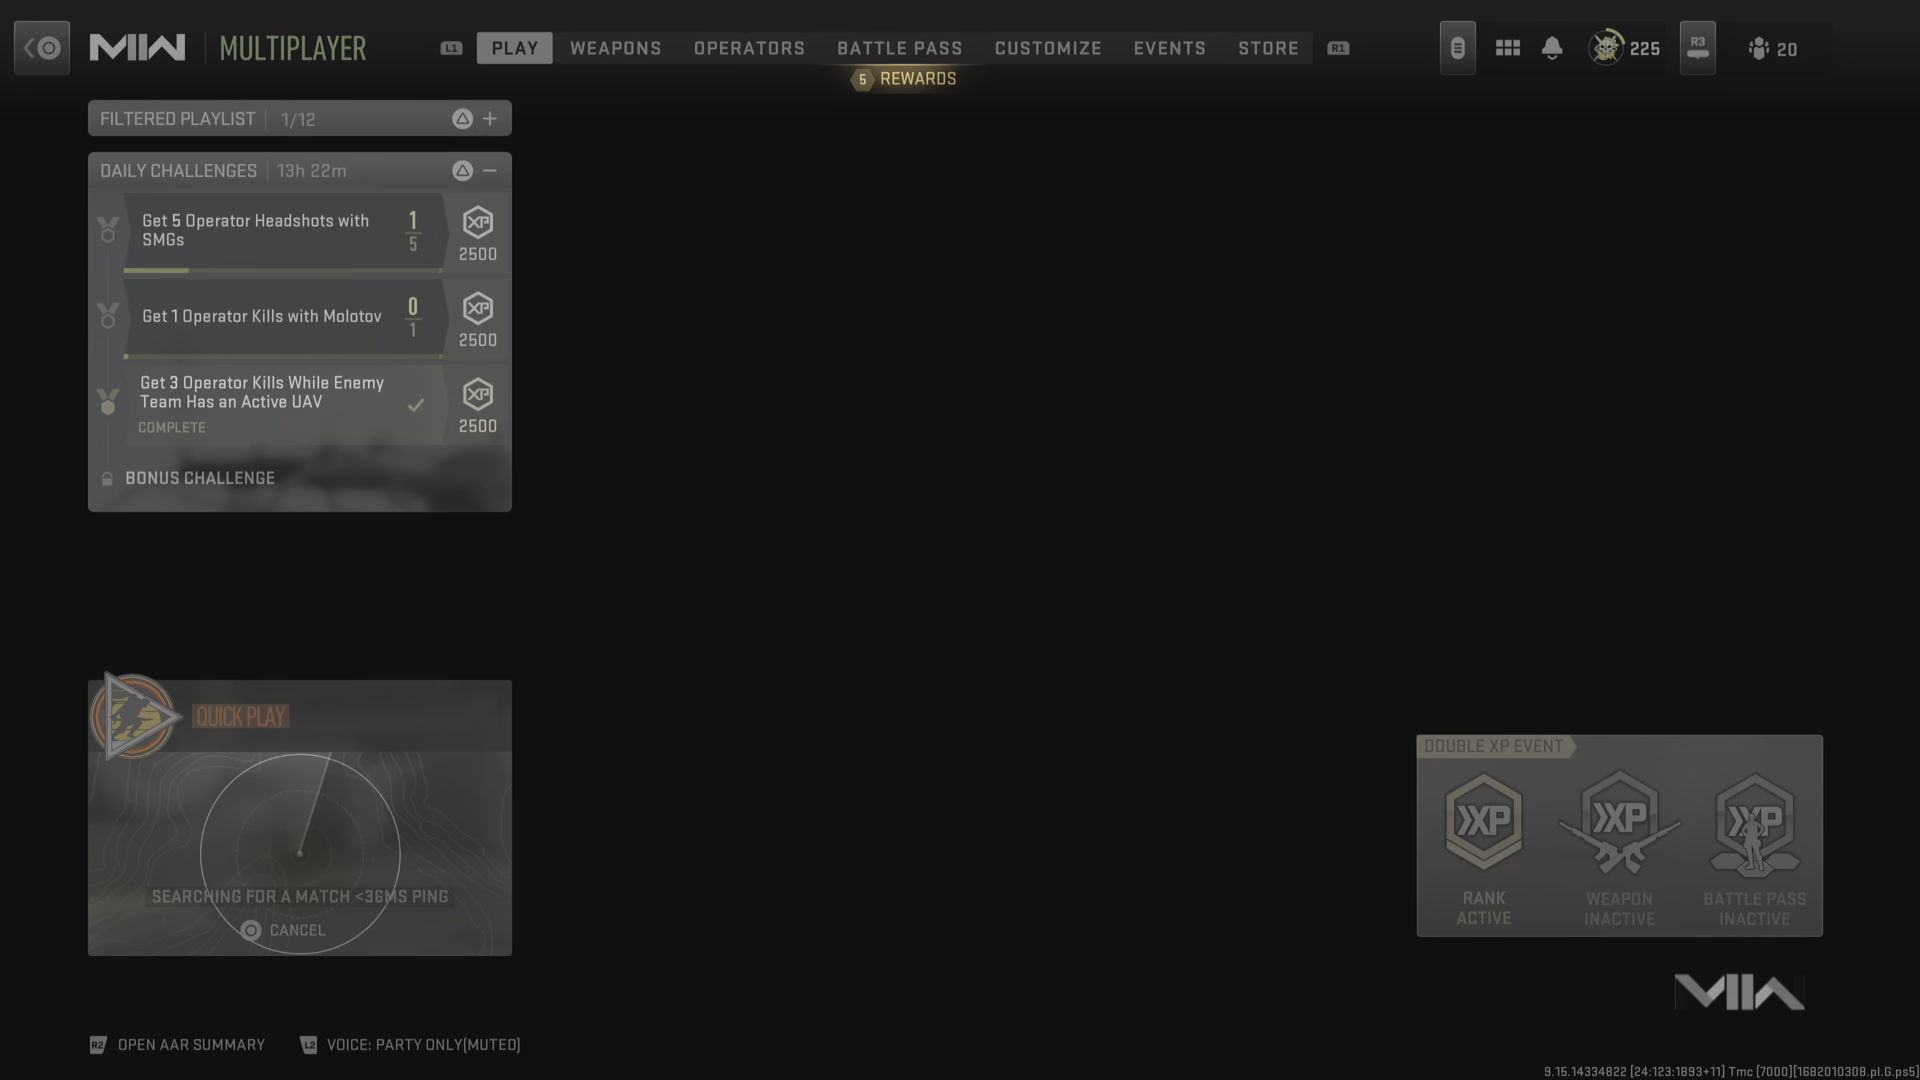 MW MULTIPLAYER
L1 PLAY WEAPONS OPERATORS BATTLE PASS CUSTOMIZE EVENTS STORE R1
225 R3 20
5 REWARDS
FILTERED PLAYLIST 1/12
DAILY CHALLENGES 13h 22m
Get 5 Operator Headshots with
SMGs
1
5
XP
2500
Get 1 Operator Kills with Molotov
0
1
XP
2500
Get 3 Operator Kills While Enemy
Team Has an Active UAV
COMPLETE
XP
2500
BONUS CHALLENGE
QUICK PLAY
SEARCHING FOR A MATCH <36MS PING
CANCEL
DOUBLE XP EVENT
XP XP XP
RANK
ACTIVE
WEAPON
INACTIVE
BATTLE PASS
INACTIVE
MW
R2 OPEN AAR SUMMARY L2 VOICE: PARTY ONLY(MUTED)
9.15.14334822 [24:123:1893+11] Tmc [7000][1682010308.pl.G.ps5]